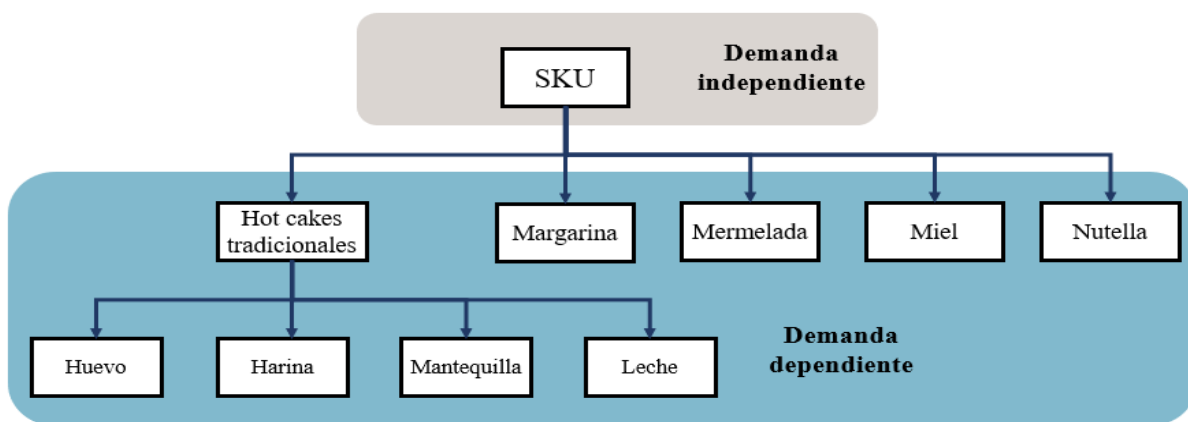 SKU
Demanda
independiente
Hot cakes
tradicionales
Margarina
Mermelada
Miel
Nutella
Huevo
Harina
Mantequilla
Leche
Demanda
dependiente